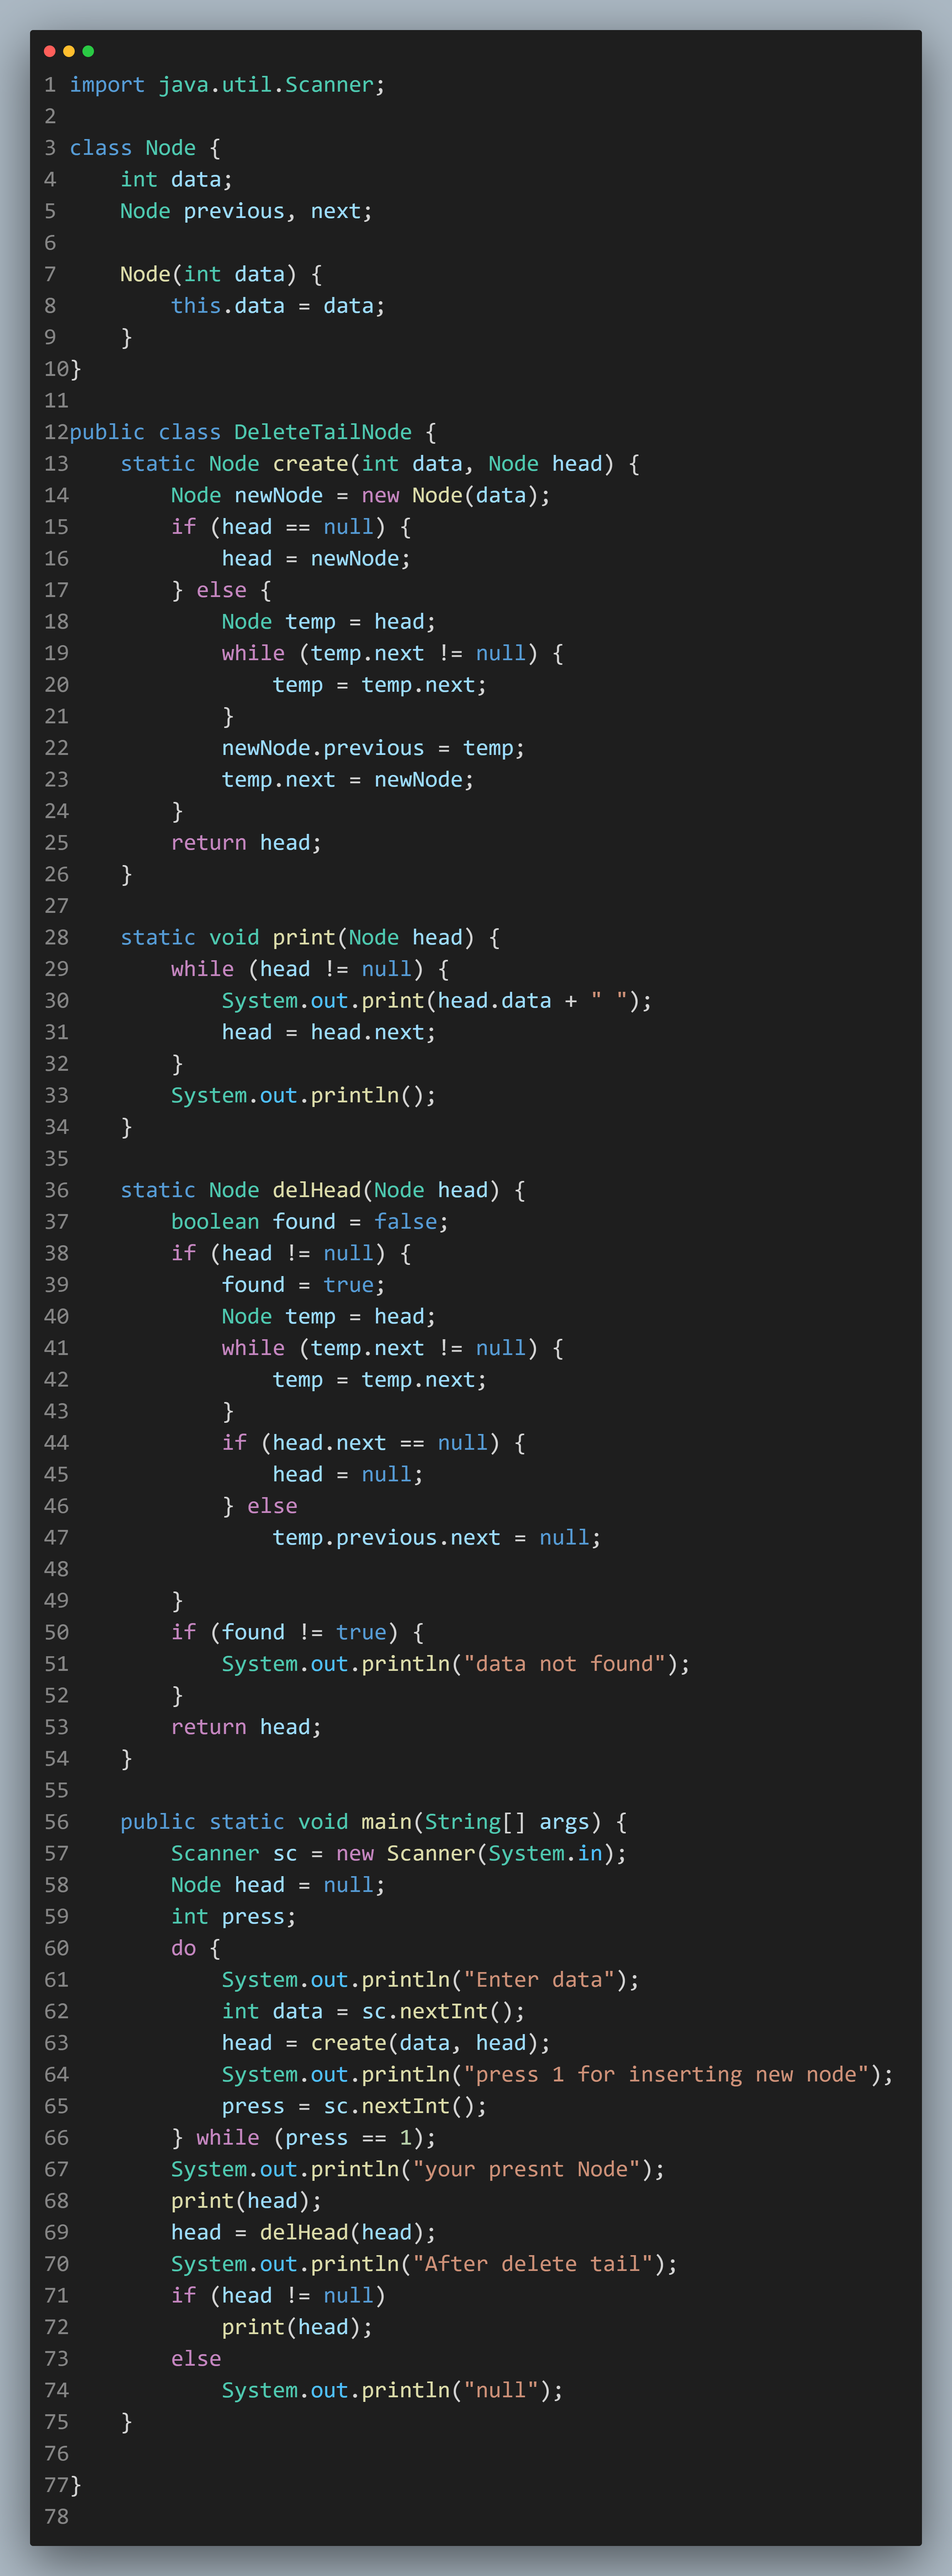 1 import java.util.Scanner;
2
3 class Node {
4     int data;
5     Node previous, next;
6
7     Node(int data) {
8         this.data = data;
9     }
10}
11
12public class DeleteTailNode {
13    static Node create(int data, Node head) {
14        Node newNode = new Node(data);
15        if (head == null) {
16            head = newNode;
17        } else {
18            Node temp = head;
19            while (temp.next != null) {
20                temp = temp.next;
21            }
22            newNode.previous = temp;
23            temp.next = newNode;
24        }
25        return head;
26    }
27
28    static void print(Node head) {
29        while (head != null) {
30            System.out.print(head.data + " ");
31            head = head.next;
32        }
33        System.out.println();
34    }
35
36    static Node delHead(Node head) {
37        boolean found = false;
38        if (head != null) {
39            found = true;
40            Node temp = head;
41            while (temp.next != null) {
42                temp = temp.next;
43            }
44            if (head.next == null) {
45                head = null;
46            } else
47                temp.previous.next = null;
48
49        }
50        if (found != true) {
51            System.out.println("data not found");
52        }
53        return head;
54    }
55
56    public static void main(String[] args) {
57        Scanner sc = new Scanner(System.in);
58        Node head = null;
59        int press;
60        do {
61            System.out.println("Enter data");
62            int data = sc.nextInt();
63            head = create(data, head);
64            System.out.println("press 1 for inserting new node");
65            press = sc.nextInt();
66        } while (press == 1);
67        System.out.println("your presnt Node");
68        print(head);
69        head = delHead(head);
70        System.out.println("After delete tail");
71        if (head != null)
72            print(head);
73        else
74            System.out.println("null");
75    }
76
77}
78